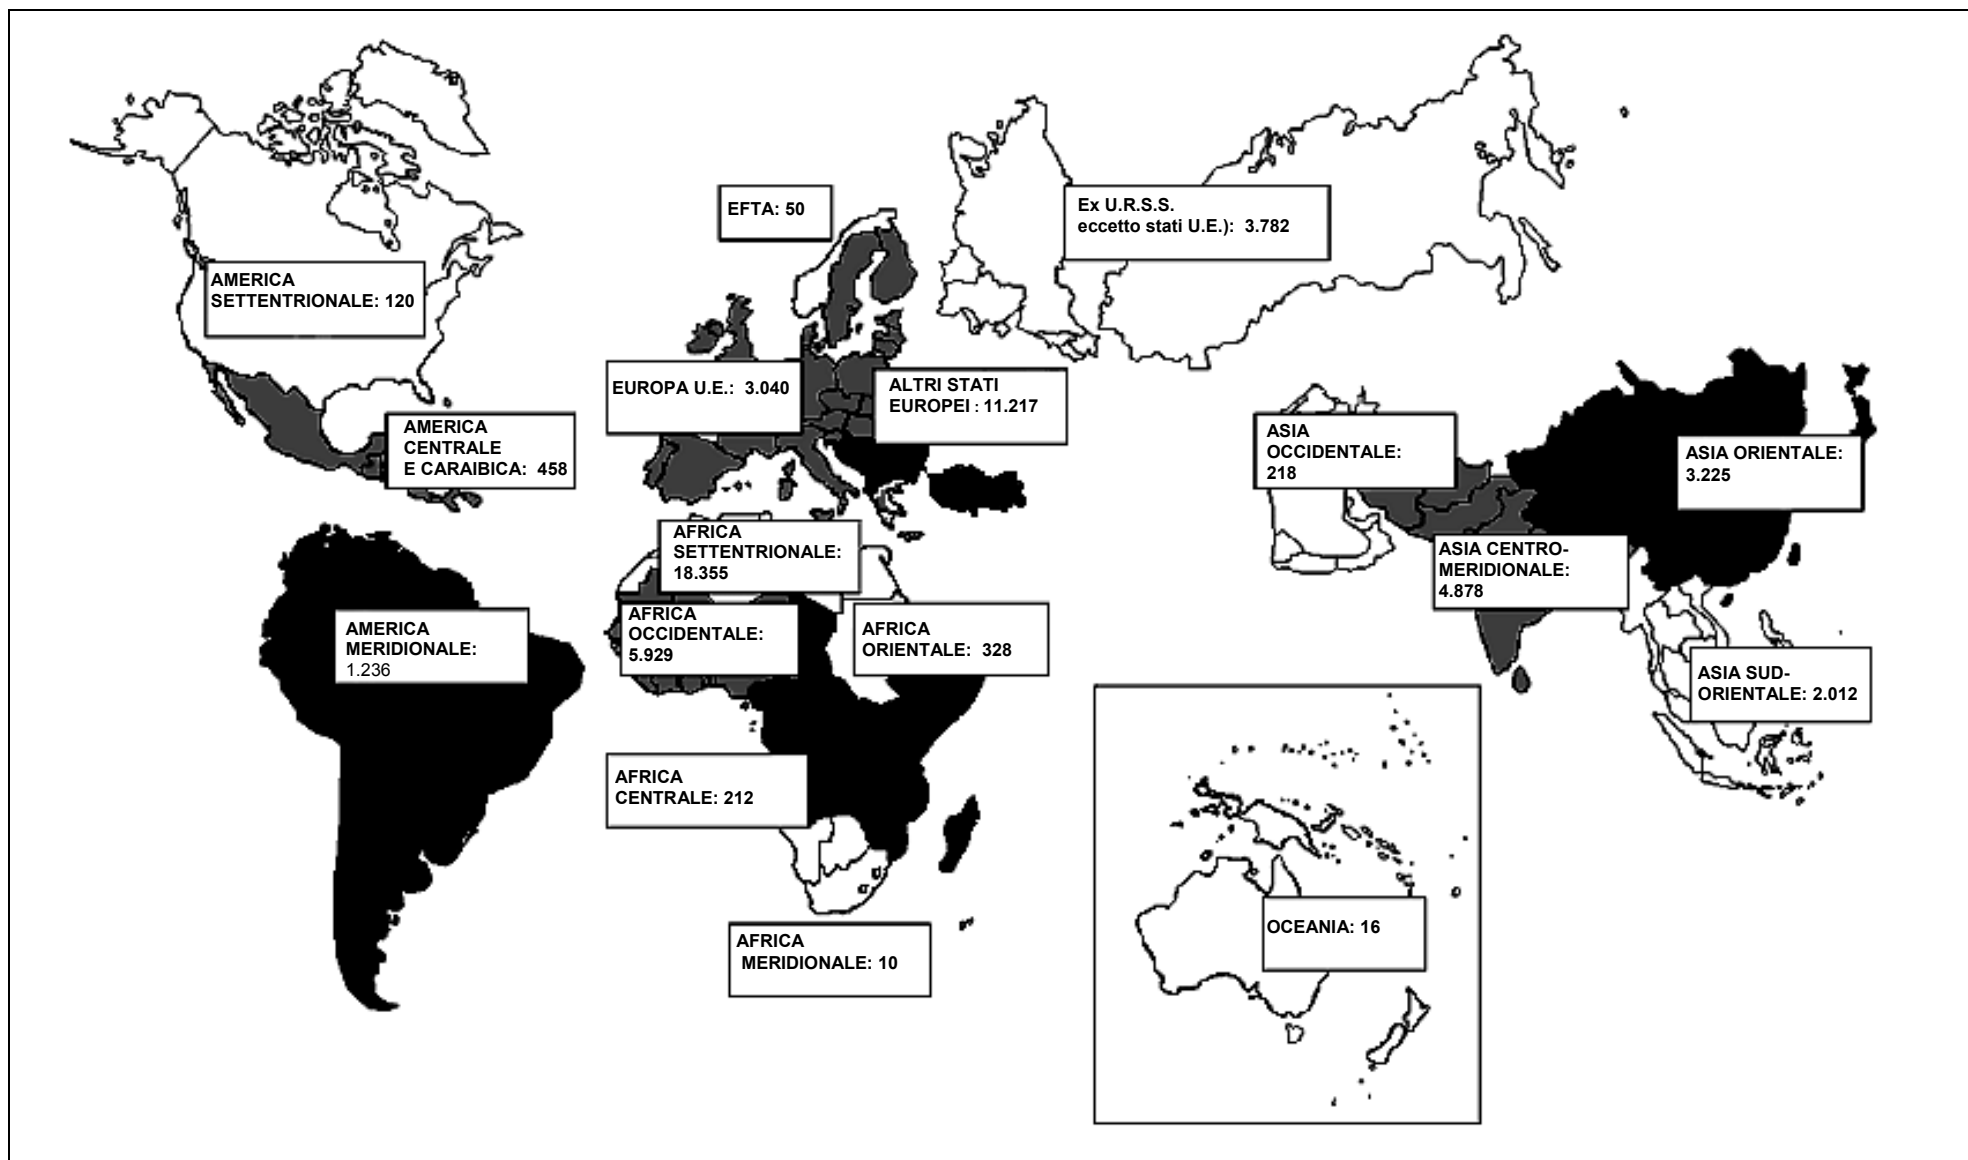 EFTA: 50
Ex U.R.S.S.
eccetto stati U.E.): 3.782
AMERICA
SETTENTRIONALE: 120
EUROPA U.E.: 3.040
ALTRI STATI
EUROPEI : 11.217
AMERICA
CENTRALE
E CARAIBICA: 458
ASIA
OCCIDENTALE:
218
ASIA ORIENTALE:
3.225
AFRICA
SETTENTRIONALE:
18.355
ASIA CENTRO-
MERIDIONALE:
4.878
AMERICA
MERIDIONALE:
1.236
AFRICA
OCCIDENTALE:
5.929
AFRICA
ORIENTALE: 328
ASIA SUD-
ORIENTALE: 2.012
AFRICA
CENTRALE: 212
AFRICA
MERIDIONALE: 10
OCEANIA: 16